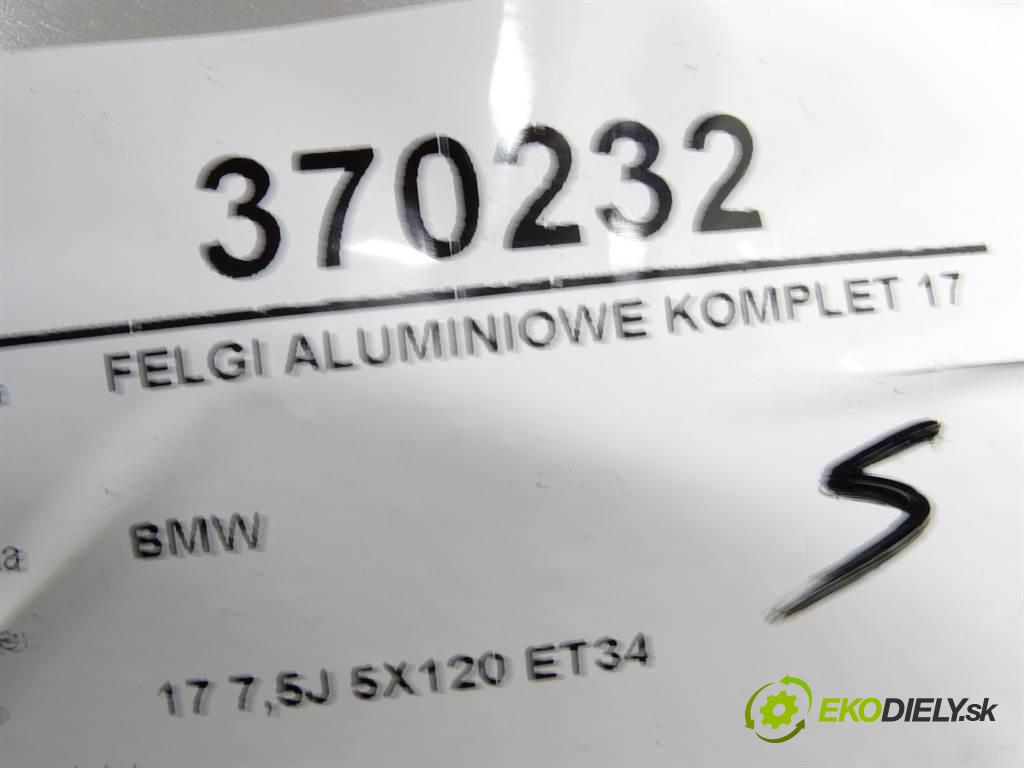 370232
FELGI ALUMINIOWE KOMPLET 17
S
BMW
17 7,5J 5X120 ET34
EKODIELY.sk